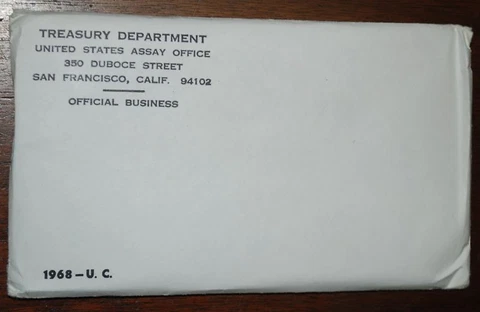 TREASURY DEPARTMENT
UNITED STATES ASSAY OFFICE
350 DUBOCE STREET
SAN FRANCISCO, CALIF. 94102
OFFICIAL BUSINESS
1968-U. C.